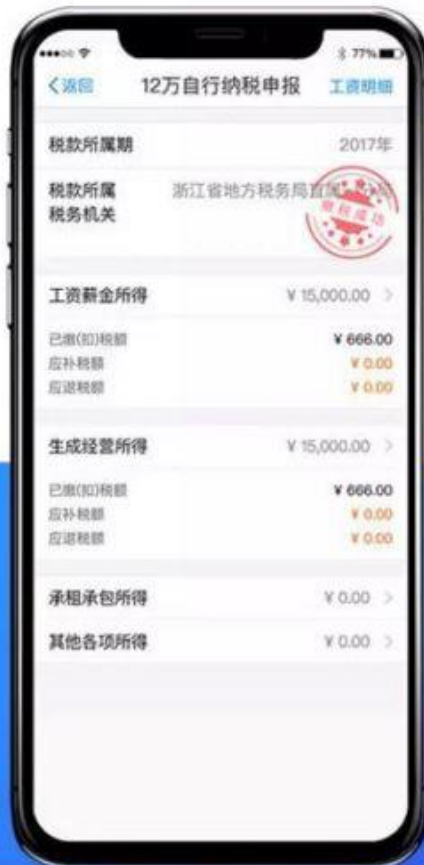 77%
返回
12万自行纳税申报
工资明细
税款所属期
2017年
税款所属
税务机关
浙江省地方税务局直属
缴税成功
工资薪金所得
¥ 15,000.00
已缴(扣)税额
¥ 666.00
应补税额
¥ 0.00
应退税额
¥ 0.00
生成经营所得
¥ 15,000.00
已缴(扣)税额
¥ 666.00
应补税额
¥ 0.00
应退税额
¥ 0.00
承租承包所得
¥ 0.00
其他各项所得
¥ 0.00